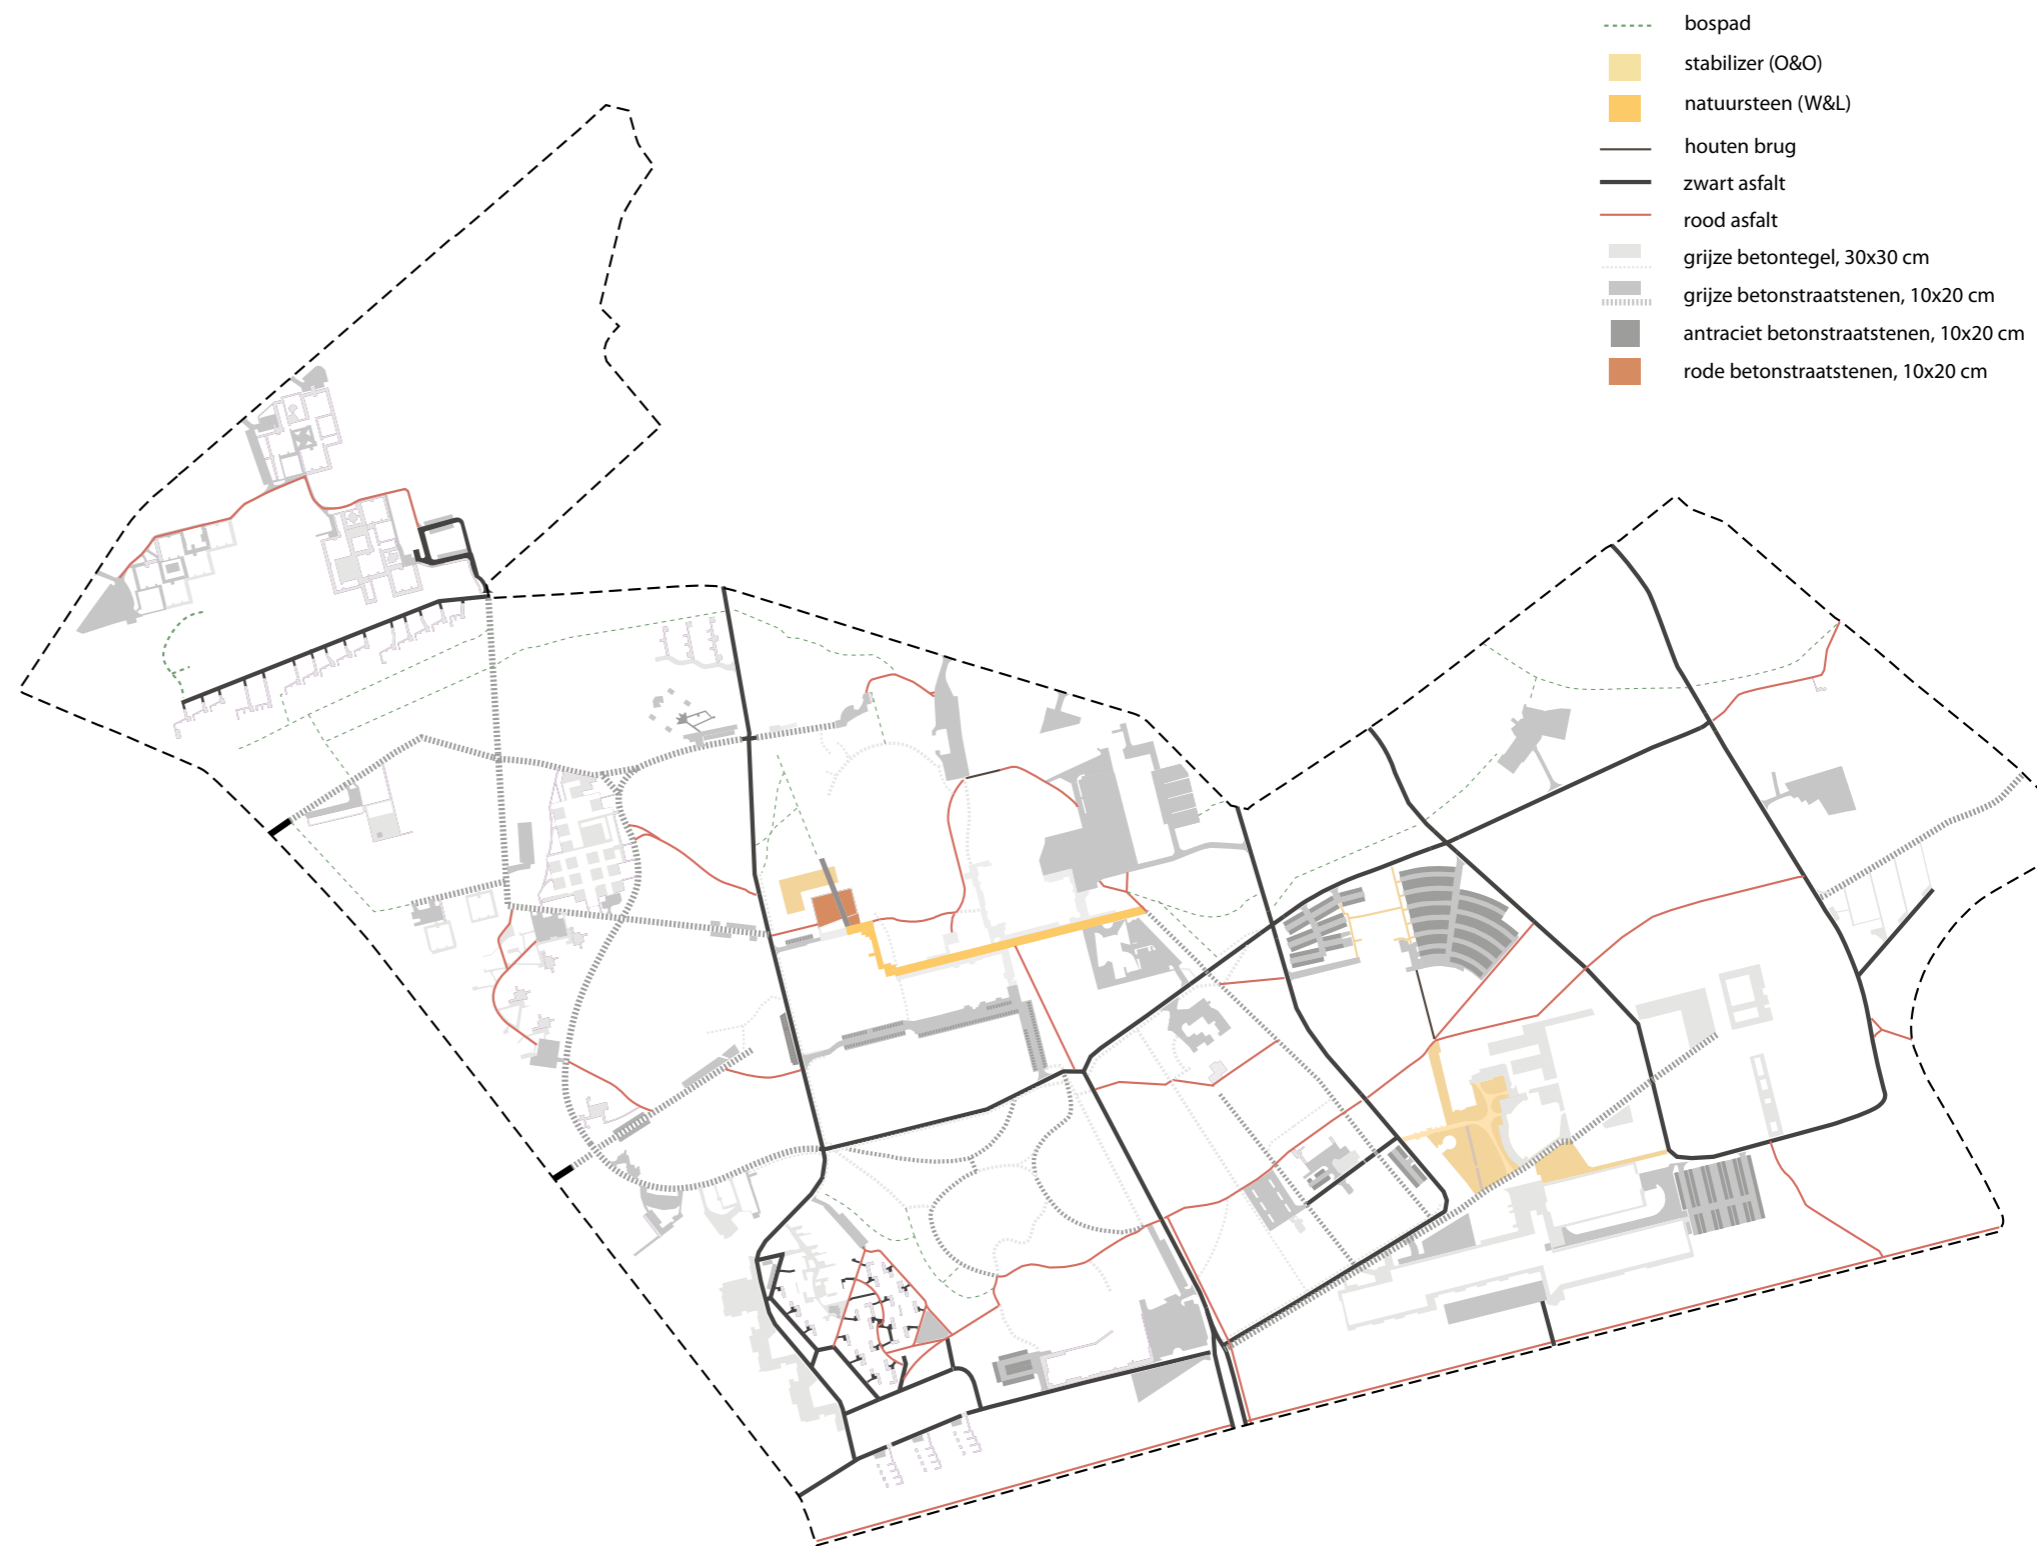 bospad
stabilizer (O&O)
natuursteen (W&L)
houten brug
zwart asfalt
rood asfalt
grijze betontegel, 30x30 cm
grijze betonstraatstenen, 10x20 cm
antraciet betonstraatstenen, 10x20 cm
rode betonstraatstenen, 10x20 cm